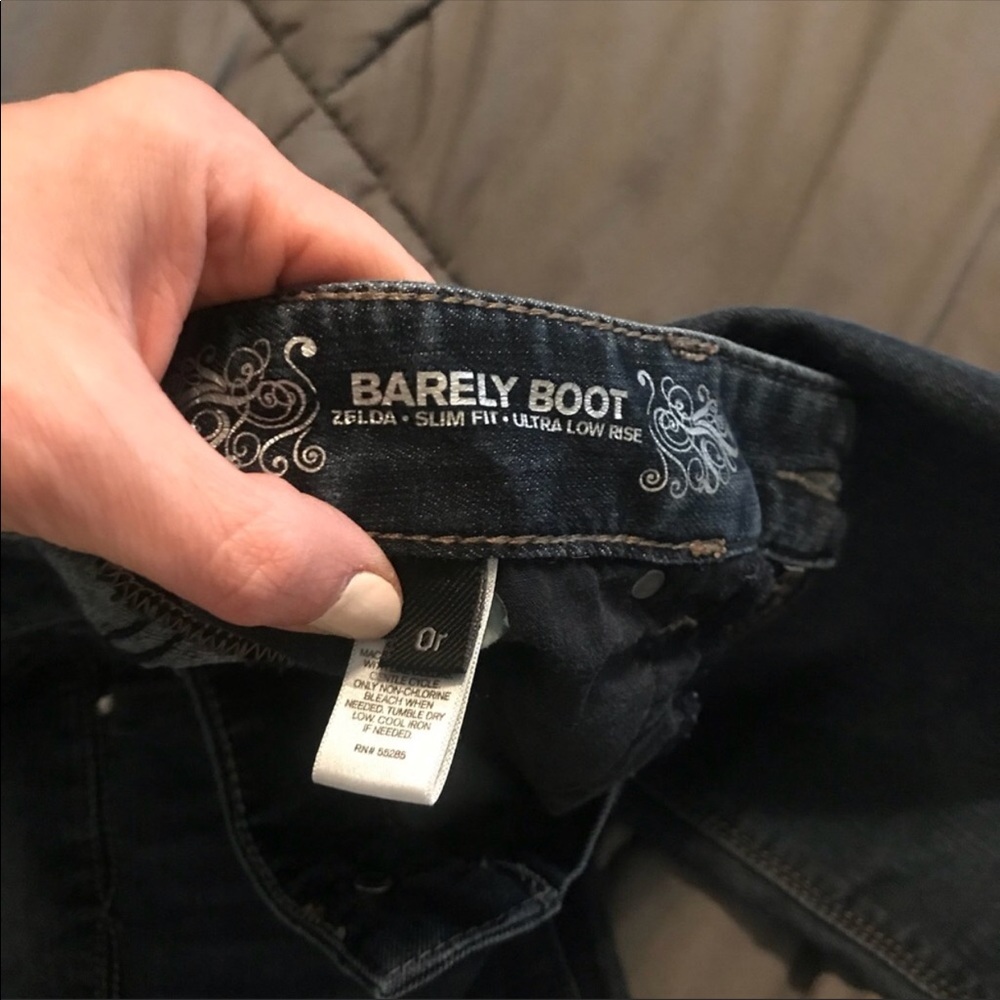 BARELY BOOT
ZELDA • SLIM FIT • ULTRA LOW RISE
0r
GENTLE CYCLE
ONLY NON-CHLORINE
BLEACH WHEN
NEEDED. TUMBLE DRY
LOW. COOL IRON
IF NEEDED.
RN# 55285